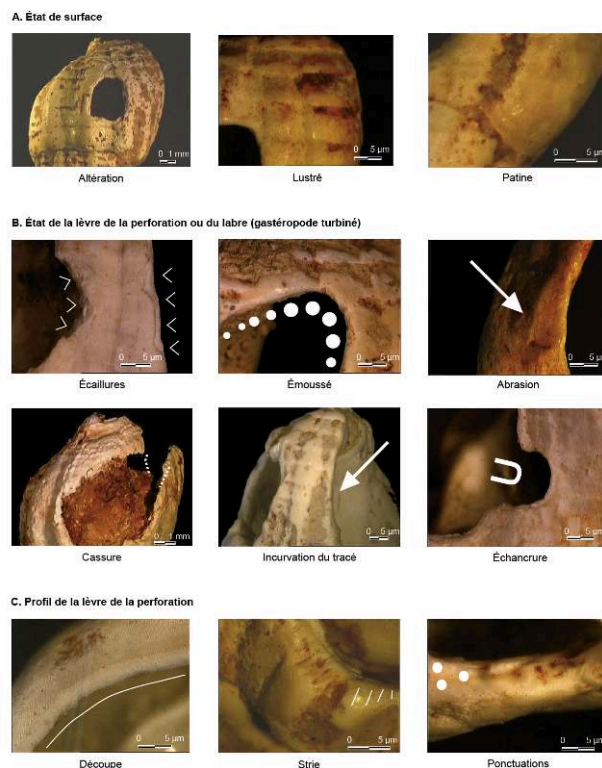 A. État de surface
0 1 mm
0 5 µm
0 5 µm
Altération
Lustré
Patine
B. État de la lèvre de la perforation ou du labre (gastéropode turbiné)
0 5 µm
0 5 µm
0 5 µm
Écaillures
Émoussé
Abrasion
0 1 mm
0 5 µm
0 5 µm
Cassure
Incurvation du tracé
Échancrure
C. Profil de la lèvre de la perforation
0 5 µm
0 5 µm
0 5 µm
Découpe
Strie
Ponctuations